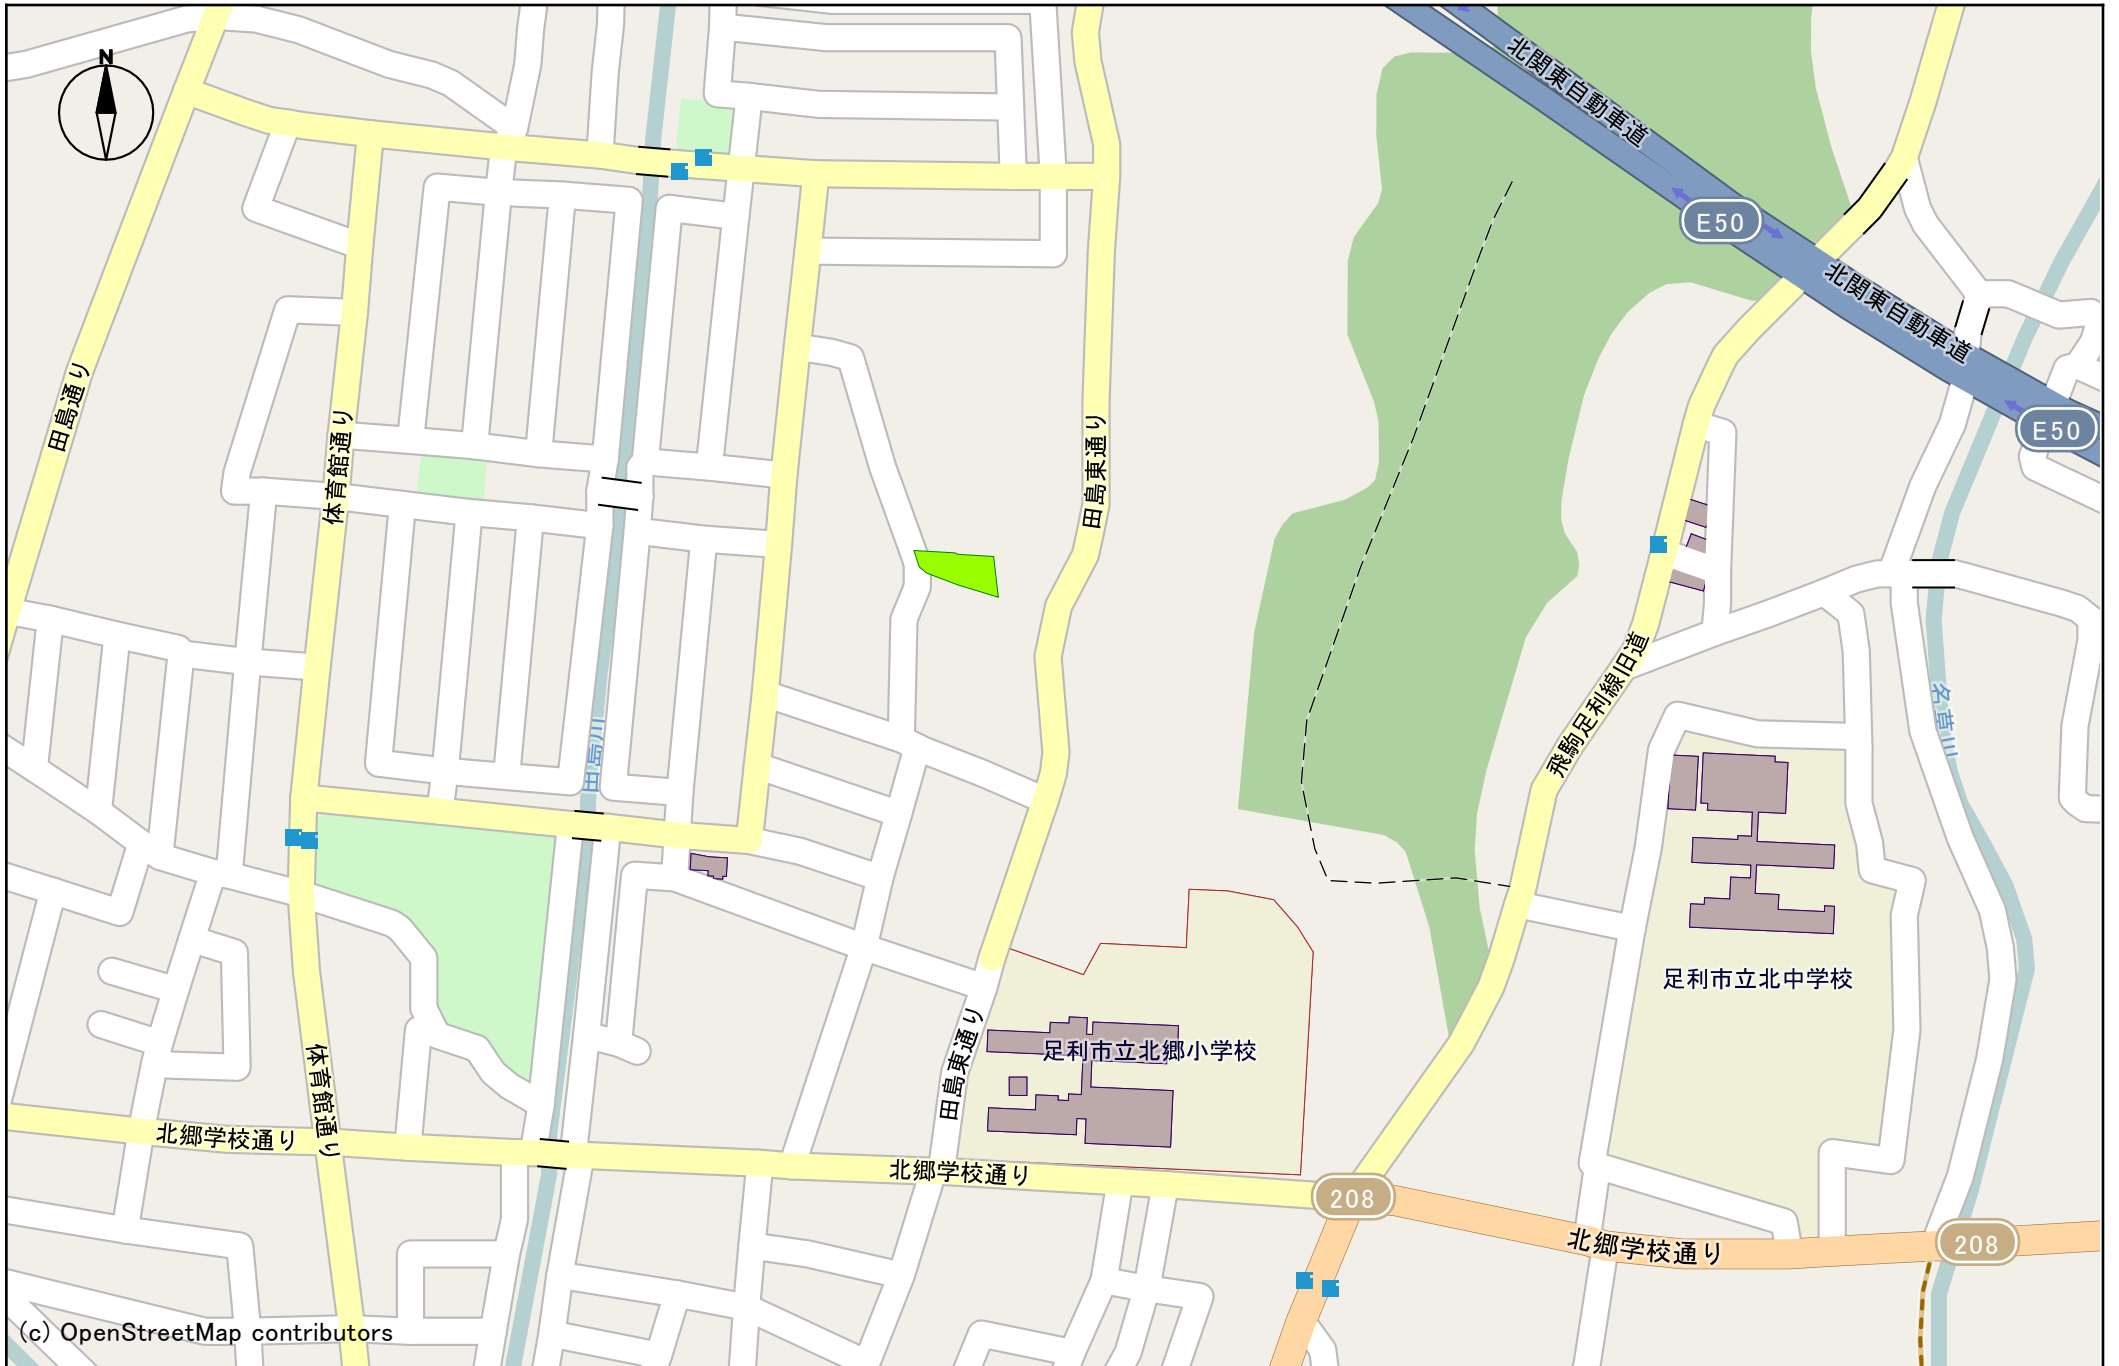 N
北関東自動車道
E50
北関東自動車道
E50
田島通り
体育館通り
田島東通り
飛駒足利線旧道
名草川
田島川
足利市立北中学校
足利市立北郷小学校
田島東通り
体育館通り
北郷学校通り
北郷学校通り
208
北郷学校通り
208
(c) OpenStreetMap contributors